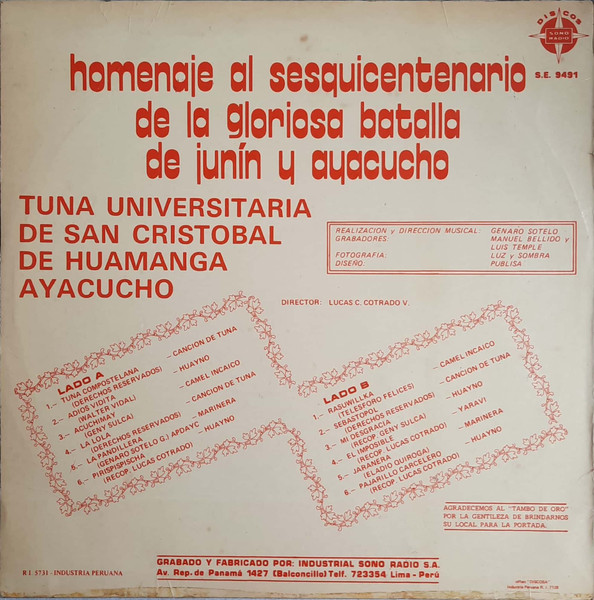 DISCOS
SONO
RADIO
S.E. 9491
homenaje al sesquicentenario
de la gloriosa batalla
de junín y ayacucho
TUNA UNIVERSITARIA
DE SAN CRISTOBAL
DE HUAMANGA
AYACUCHO
REALIZACION y DIRECCION MUSICAL: GENARO SOTELO
GRABADORES: MANUEL BELLIDO y
LUIS TEMPLE
FOTOGRAFIA: LUZ y SOMBRA
DISEÑO: PUBLISA
DIRECTOR: LUCAS C. COTRADO V.
LADO A
1.— TUNA COMPOSTELANA — CANCION DE TUNA
(DERECHOS RESERVADOS)
2.— ADIOS VIDITA — HUAYNO
(WALTER VIDAL)
3.— ACUCHIMAY — CAMEL INCAICO
(GENY SULCA)
4.— LA LOLA — CANCION DE TUNA
(DERECHOS RESERVADOS)
5.— LA PANDILLERA — MARINERA
(GENARO SOTELO G.) APDAYC
6.— PIRISPISPISCHA — HUAYNO
(RECOP. LUCAS COTRADO)
LADO B
1.— RASUWILLKA — CAMEL INCAICO
(TELESFORO FELICES)
2.— SEBASTOPOL — CANCION DE TUNA
(DERECHOS RESERVADOS)
3.— MI DESGRACIA — HUAYNO
(RECOP. GENY SULCA)
4.— EL IMPOSIBLE — YARAVI
(RECOP. LUCAS COTRADO)
5.— JARANERA — MARINERA
(ELADIO QUIROGA)
6.— PAJARILLO CARCELERO — HUAYNO
(RECOP. LUCAS COTRADO)
AGRADECEMOS AL "TAMBO DE ORO"
POR LA GENTILEZA DE BRINDARNOS
SU LOCAL PARA LA PORTADA.
GRABADO Y FABRICADO POR: INDUSTRIAL SONO RADIO S.A.
Av. Rep. de Panamá 1427 (Balconcillo) Telf. 723354 Lima - Perú
R I. 5731 - INDUSTRIA PERUANA
Industria Peruana R. I.